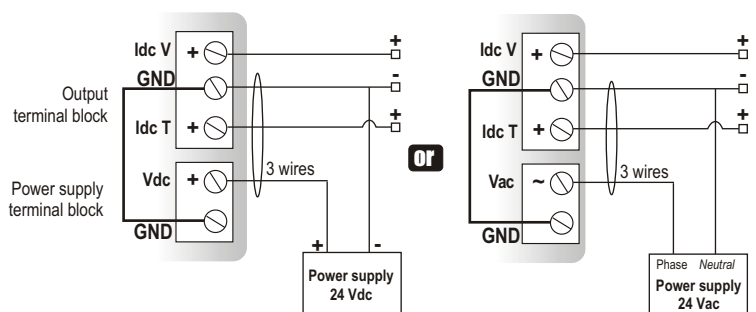 Idc V
+
+
GND
-
Output
terminal block
Idc T
+
+
Vdc
+
3 wires
Power supply
terminal block
GND
+
-
Power supply
24 Vdc
or
Idc V
+
+
GND
-
Idc T
+
+
Vac
~
3 wires
GND
Phase
Neutral
Power supply
24 Vac